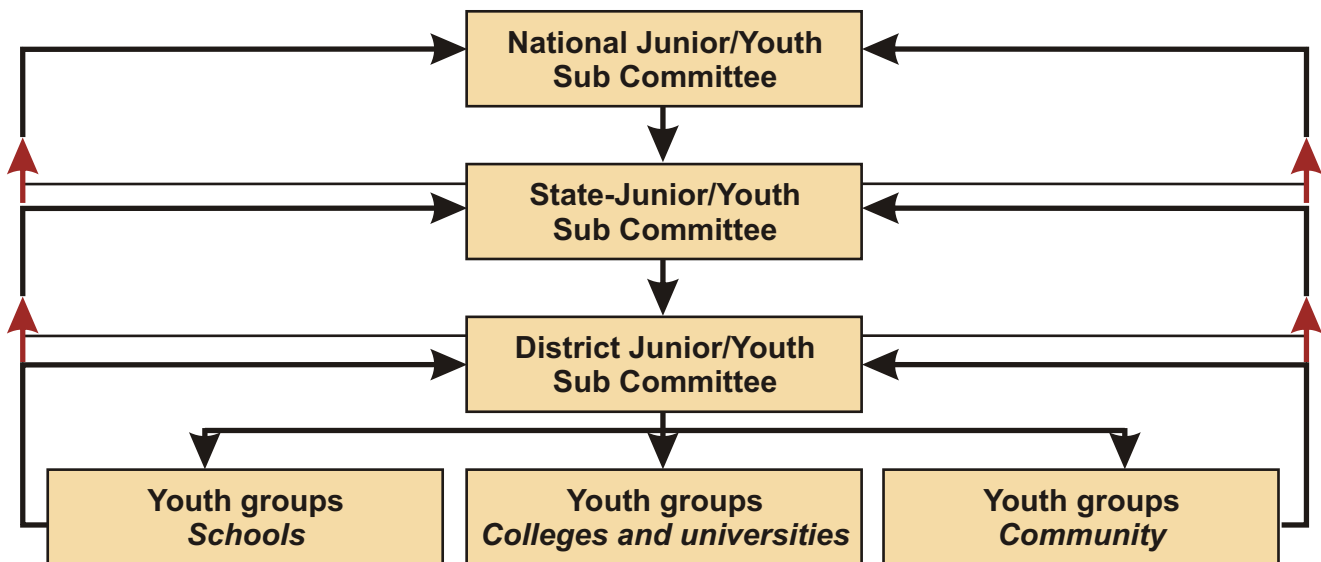 National Junior/Youth
Sub Committee
State-Junior/Youth
Sub Committee
District Junior/Youth
Sub Committee
Youth groups
Schools
Youth groups
Colleges and universities
Youth groups
Community